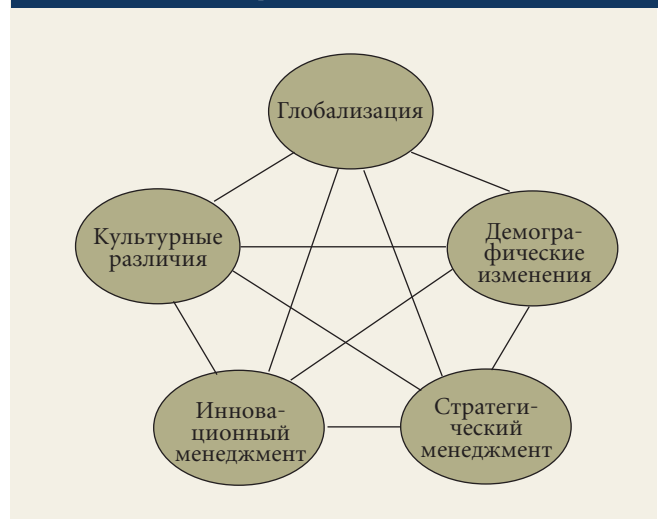 Глобализация
Культурные
различия
Демогра-
фические
изменения
Иннова-
ционный
менеджмент
Стратеги-
ческий
менеджмент